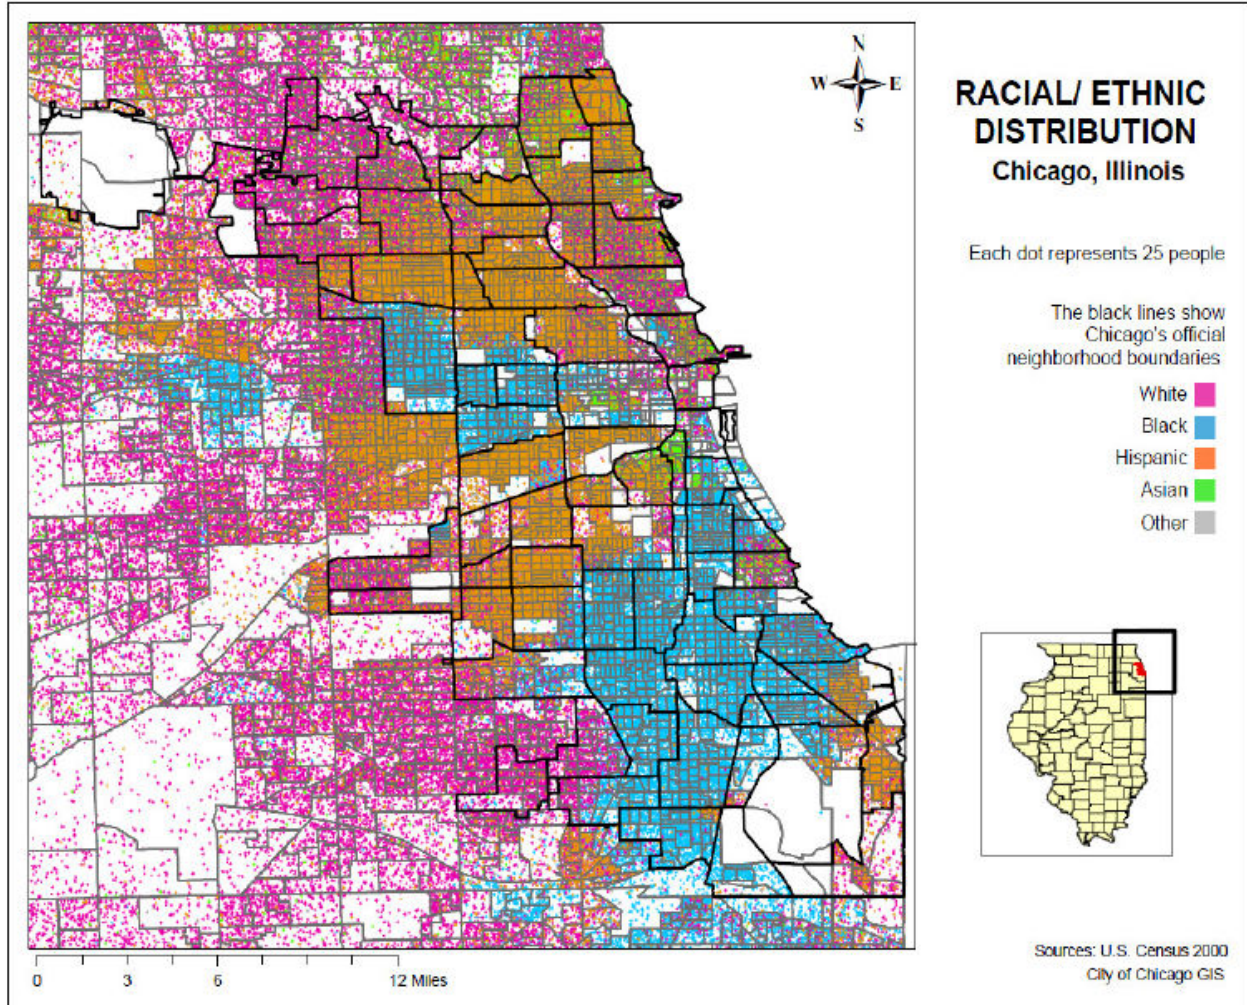 N
W E
S
RACIAL/ ETHNIC
DISTRIBUTION
Chicago, Illinois
Each dot represents 25 people
The black lines show
Chicago's official
neighborhood boundaries
White
Black
Hispanic
Asian
Other
Sources: U.S. Census 2000
City of Chicago GIS
0 3 6 12 Miles